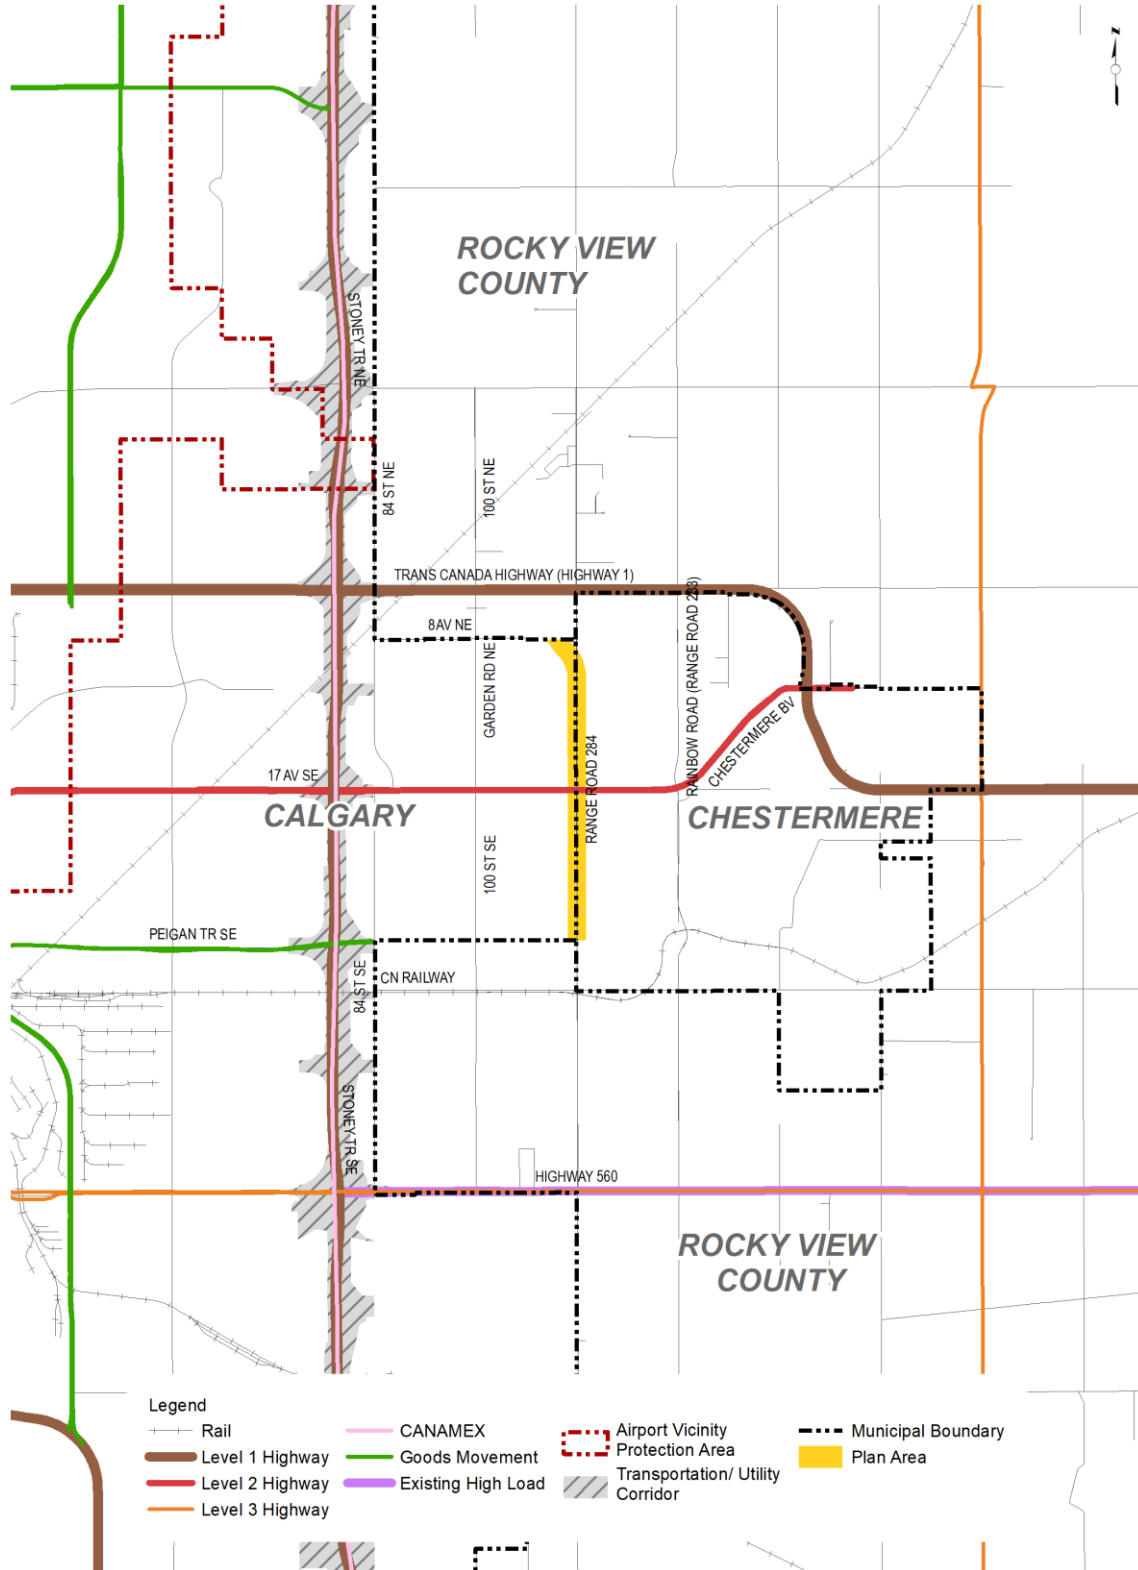 N
ROCKY VIEW
COUNTY
STONEY TR NE
84 ST NE
100 ST NE
TRANS CANADA HIGHWAY (HIGHWAY 1)
RAINBOW ROAD (RANGE ROAD 283)
8 AV NE
GARDEN RD NE
CHESTERMERE BV
RANGE ROAD 284
17 AV SE
CALGARY
CHESTERMERE
100 ST SE
PEIGAN TR SE
84 ST SE
CN RAILWAY
STONEY TR SE
HIGHWAY 560
ROCKY VIEW
COUNTY
Legend
Rail
Level 1 Highway
Level 2 Highway
Level 3 Highway
CANAMEX
Goods Movement
Existing High Load
Airport Vicinity
Protection Area
Transportation/ Utility
Corridor
Municipal Boundary
Plan Area